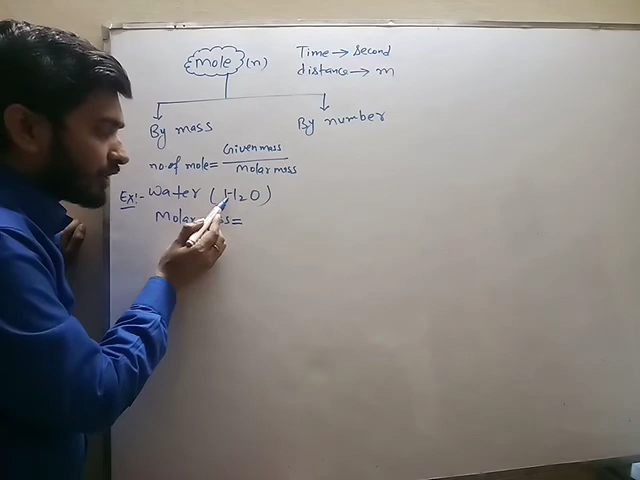 Mole (n)
Time → Second
distance → m
By mass
By number
no. of mole = Given mass / Molar mass
Ex:- Water (H₂O)
Molar =